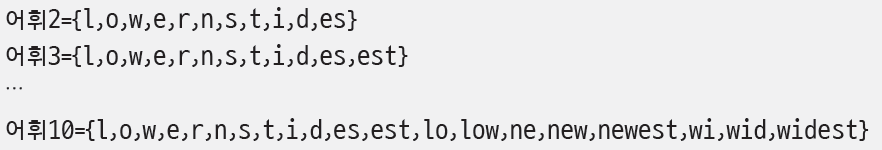 어휘2={l,o,w,e,r,n,s,t,i,d,es}
어휘3={l,o,w,e,r,n,s,t,i,d,es,est}
...
어휘10={l,o,w,e,r,n,s,t,i,d,es,est,lo,low,ne,new,newest,wi,wid,widest}